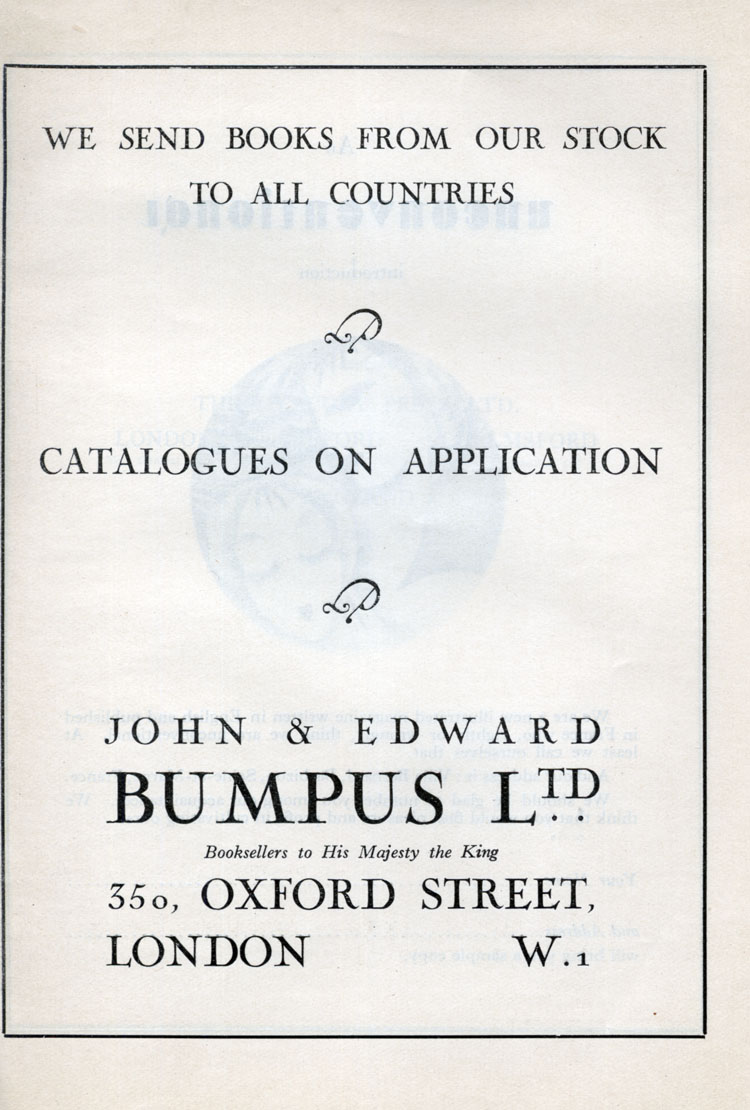 WE SEND BOOKS FROM OUR STOCK
TO ALL COUNTRIES
CATALOGUES ON APPLICATION
JOHN & EDWARD
BUMPUS LTD.
Booksellers to His Majesty the King
350, OXFORD STREET,
LONDON W.1